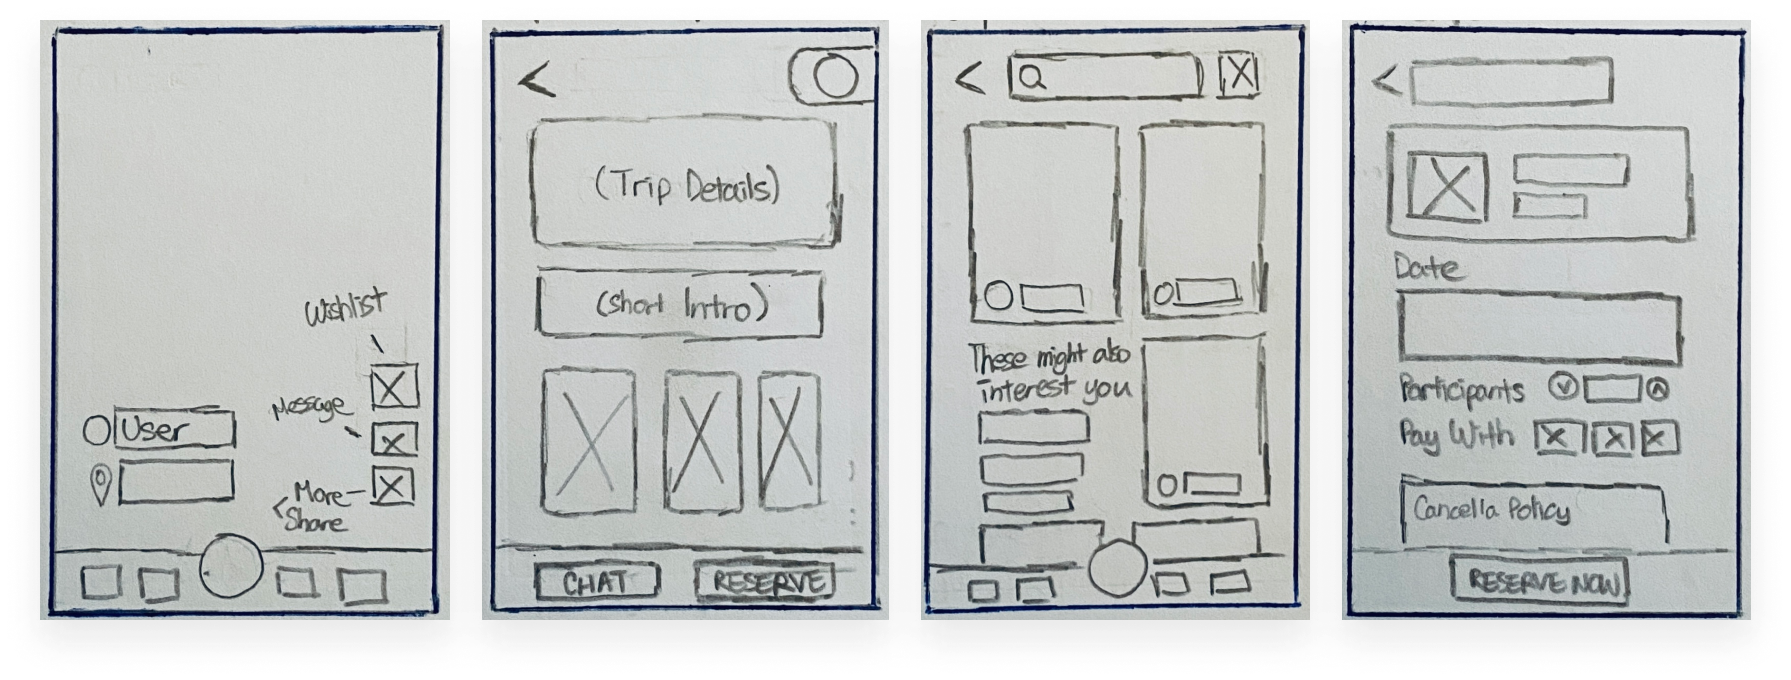 Wishlist
Message
User
More
Share
(Trip Details)
(Short Intro)
CHAT
RESERVE
These might also
interest you
Date
Participants
Pay With
Cancella Policy
RESERVE NOW